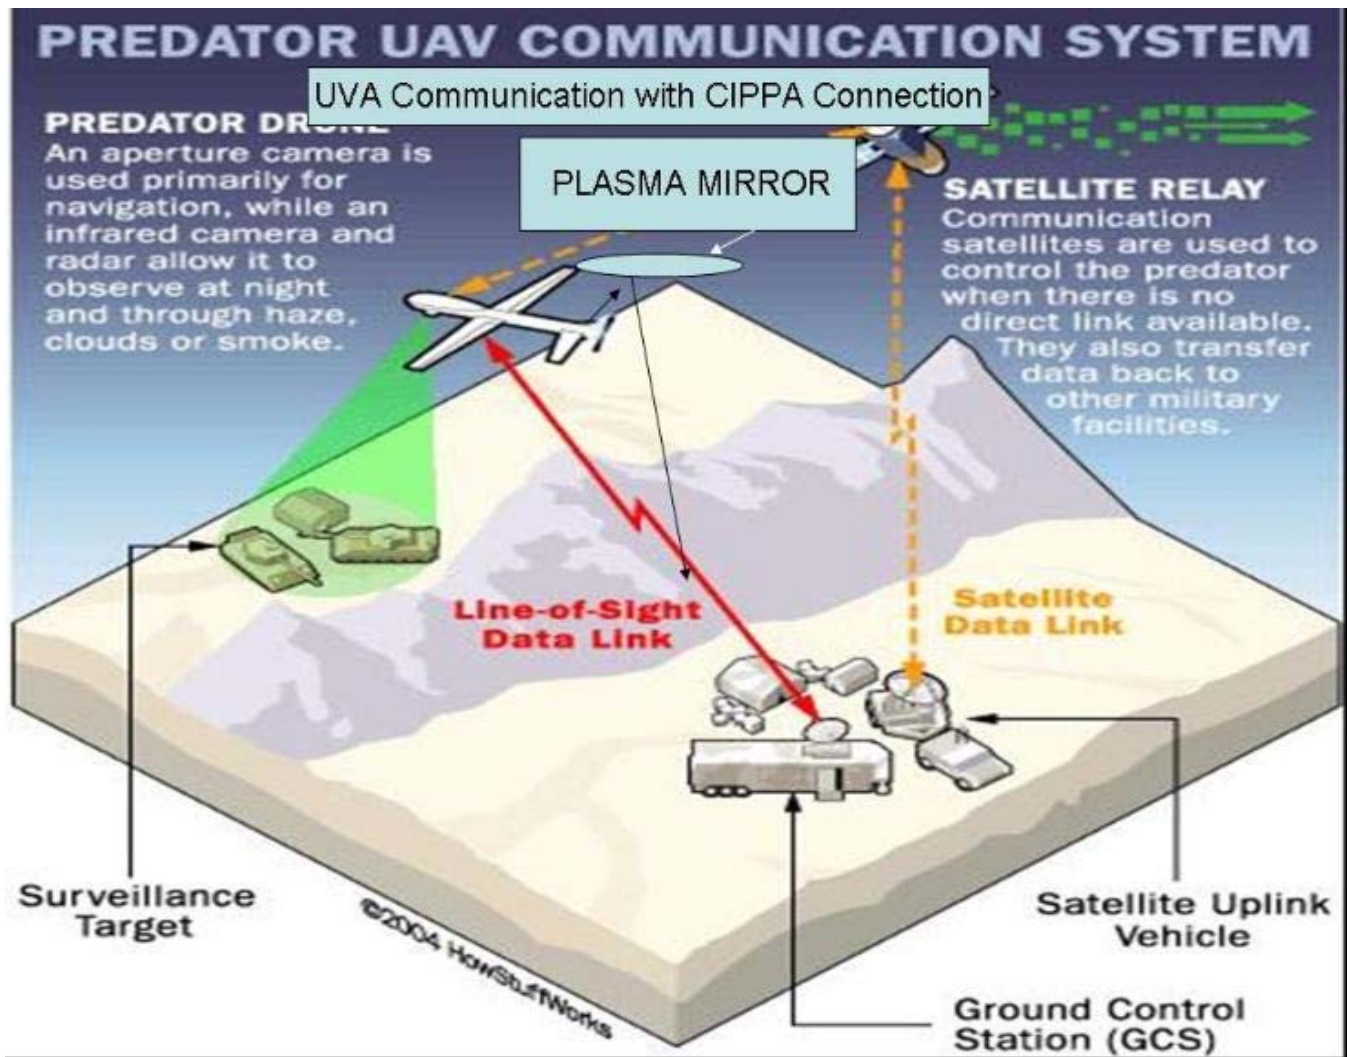 PREDATOR UAV COMMUNICATION SYSTEM
UVA Communication with CIPPA Connection
PREDATOR DRONE
An aperture camera is
used primarily for
navigation, while an
infrared camera and
radar allow it to
observe at night
and through haze,
clouds or smoke.
PLASMA MIRROR
SATELLITE RELAY
Communication
satellites are used to
control the predator
when there is no
direct link available.
They also transfer
data back to
other military
facilities.
Line-of-Sight
Data Link
Satellite
Data Link
Surveillance
Target
©2004 HowStuffWorks
Satellite Uplink
Vehicle
Ground Control
Station (GCS)